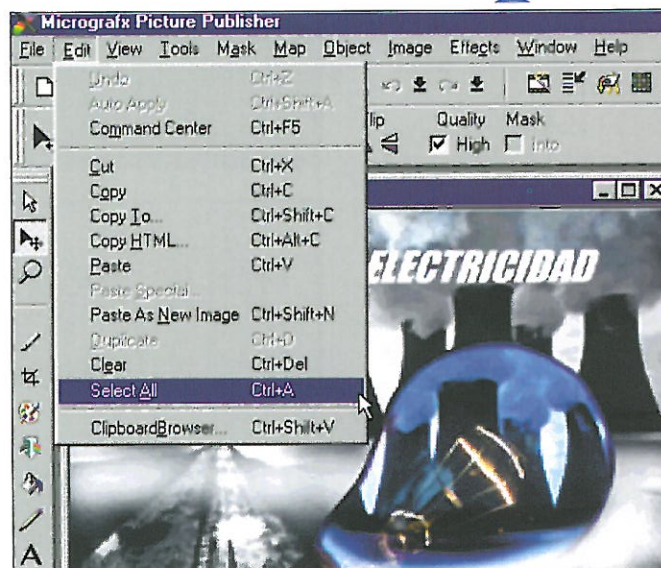 Micrografx Picture Publisher
File Edit View Tools Mask Map Object Image Effects Window Help
Undo Ctrl+Z
Auto Apply Ctrl+Shift+A
Command Center Ctrl+F5
lip Quality Mask
High Into
Cut Ctrl+X
Copy Ctrl+C
Copy To... Ctrl+Shift+C
Copy HTML... Ctrl+Alt+C
Paste Ctrl+V
Paste Special...
Paste As New Image Ctrl+Shift+N
Duplicate Ctrl+D
Clear Ctrl+Del
Select All Ctrl+A
ClipboardBrowser... Ctrl+Shift+V
ELECTRICIDAD
A